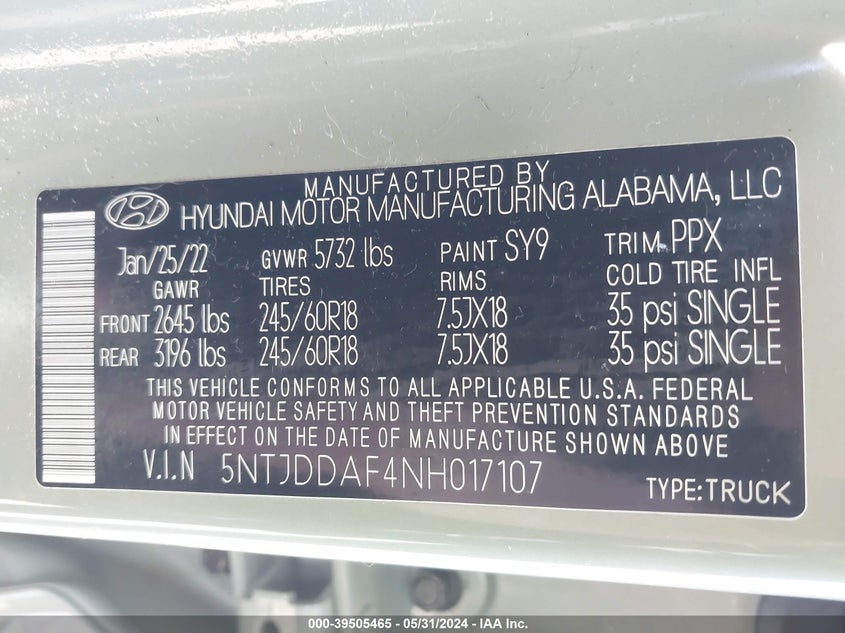 MANUFACTURED BY
HYUNDAI MOTOR MANUFACTURING ALABAMA, LLC
Jan/25/22 GVWR 5732 lbs PAINT SY9 TRIM PPX
GAWR TIRES RIMS COLD TIRE INFL
FRONT 2645 lbs 245/60R18 7.5JX18 35 psi SINGLE
REAR 3196 lbs 245/60R18 7.5JX18 35 psi SINGLE
THIS VEHICLE CONFORMS TO ALL APPLICABLE U.S.A. FEDERAL
MOTOR VEHICLE SAFETY AND THEFT PREVENTION STANDARDS
IN EFFECT ON THE DATE OF MANUFACTURE SHOWN ABOVE
V.I.N 5NTJDDAF4NH017107 TYPE:TRUCK
000-39505465 - 05/31/2024 - IAA Inc.